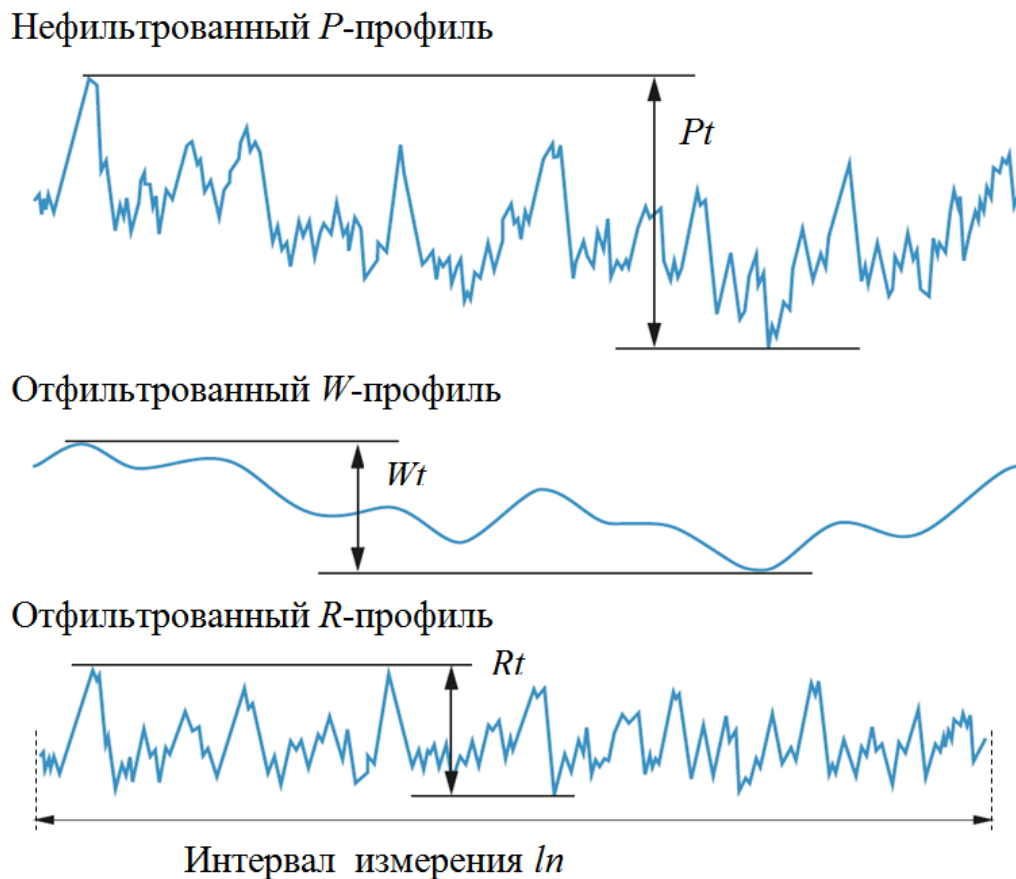 Нефильтрованный P-профиль
Pt
Отфильтрованный W-профиль
Wt
Отфильтрованный R-профиль
Rt
Интервал измерения ln